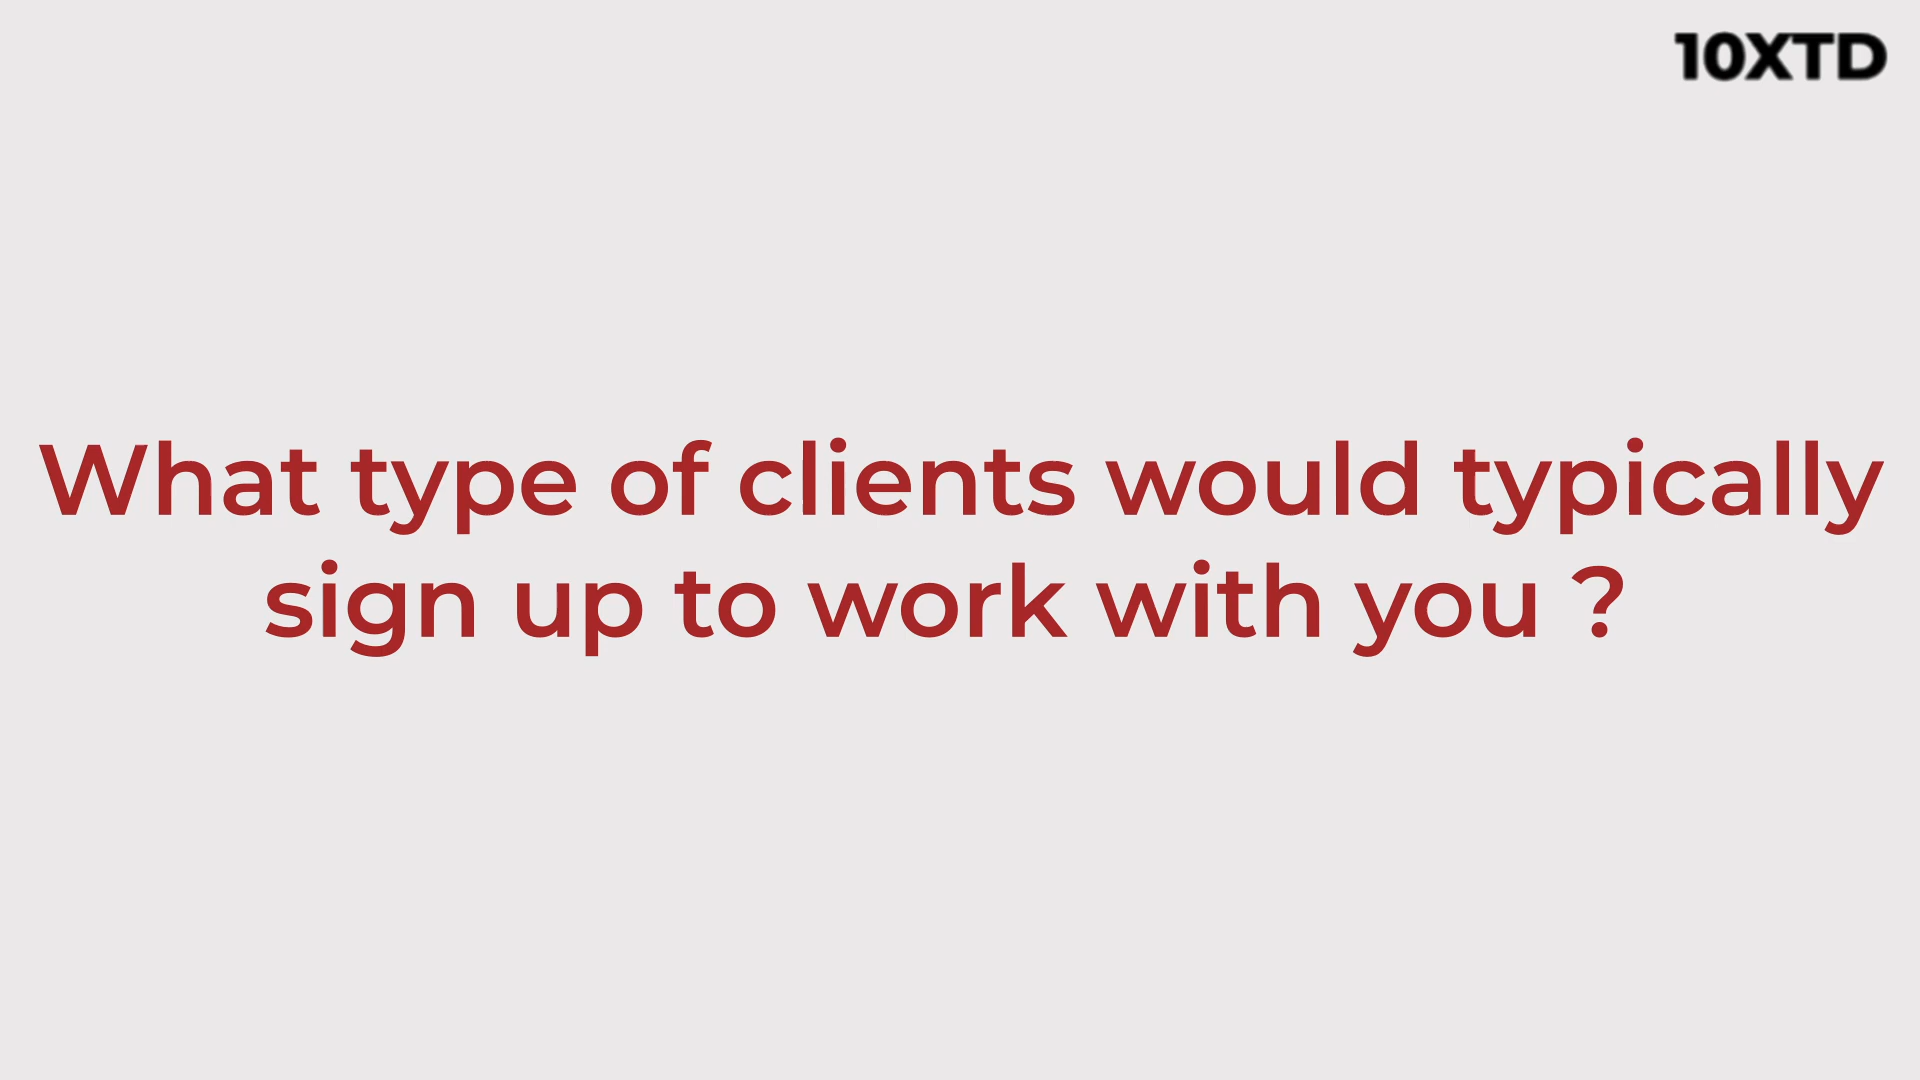 10XTD
What type of clients would typically
sign up to work with you ?